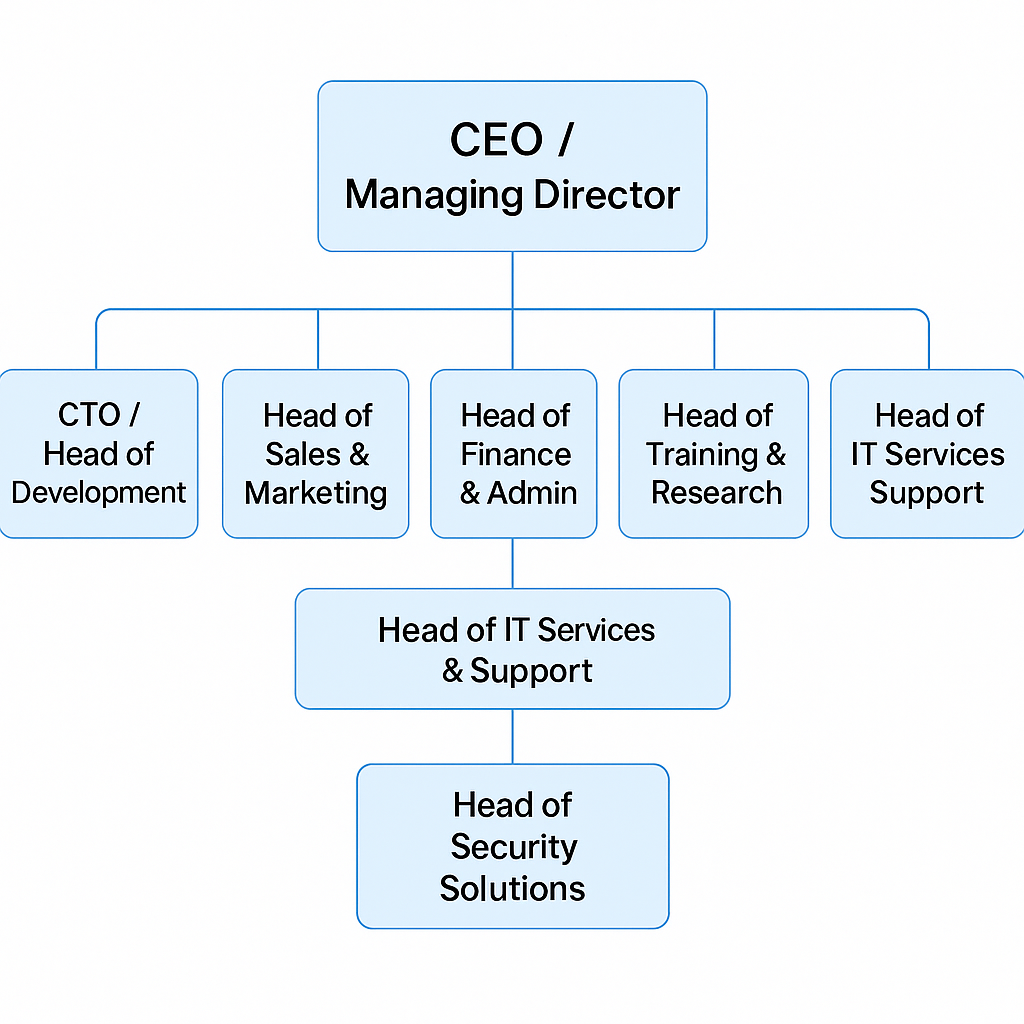 CEO /
Managing Director
CTO /
Head of
Development
Head of
Sales &
Marketing
Head of
Finance
& Admin
Head of
Training &
Research
Head of
IT Services
Support
Head of IT Services
& Support
Head of
Security
Solutions